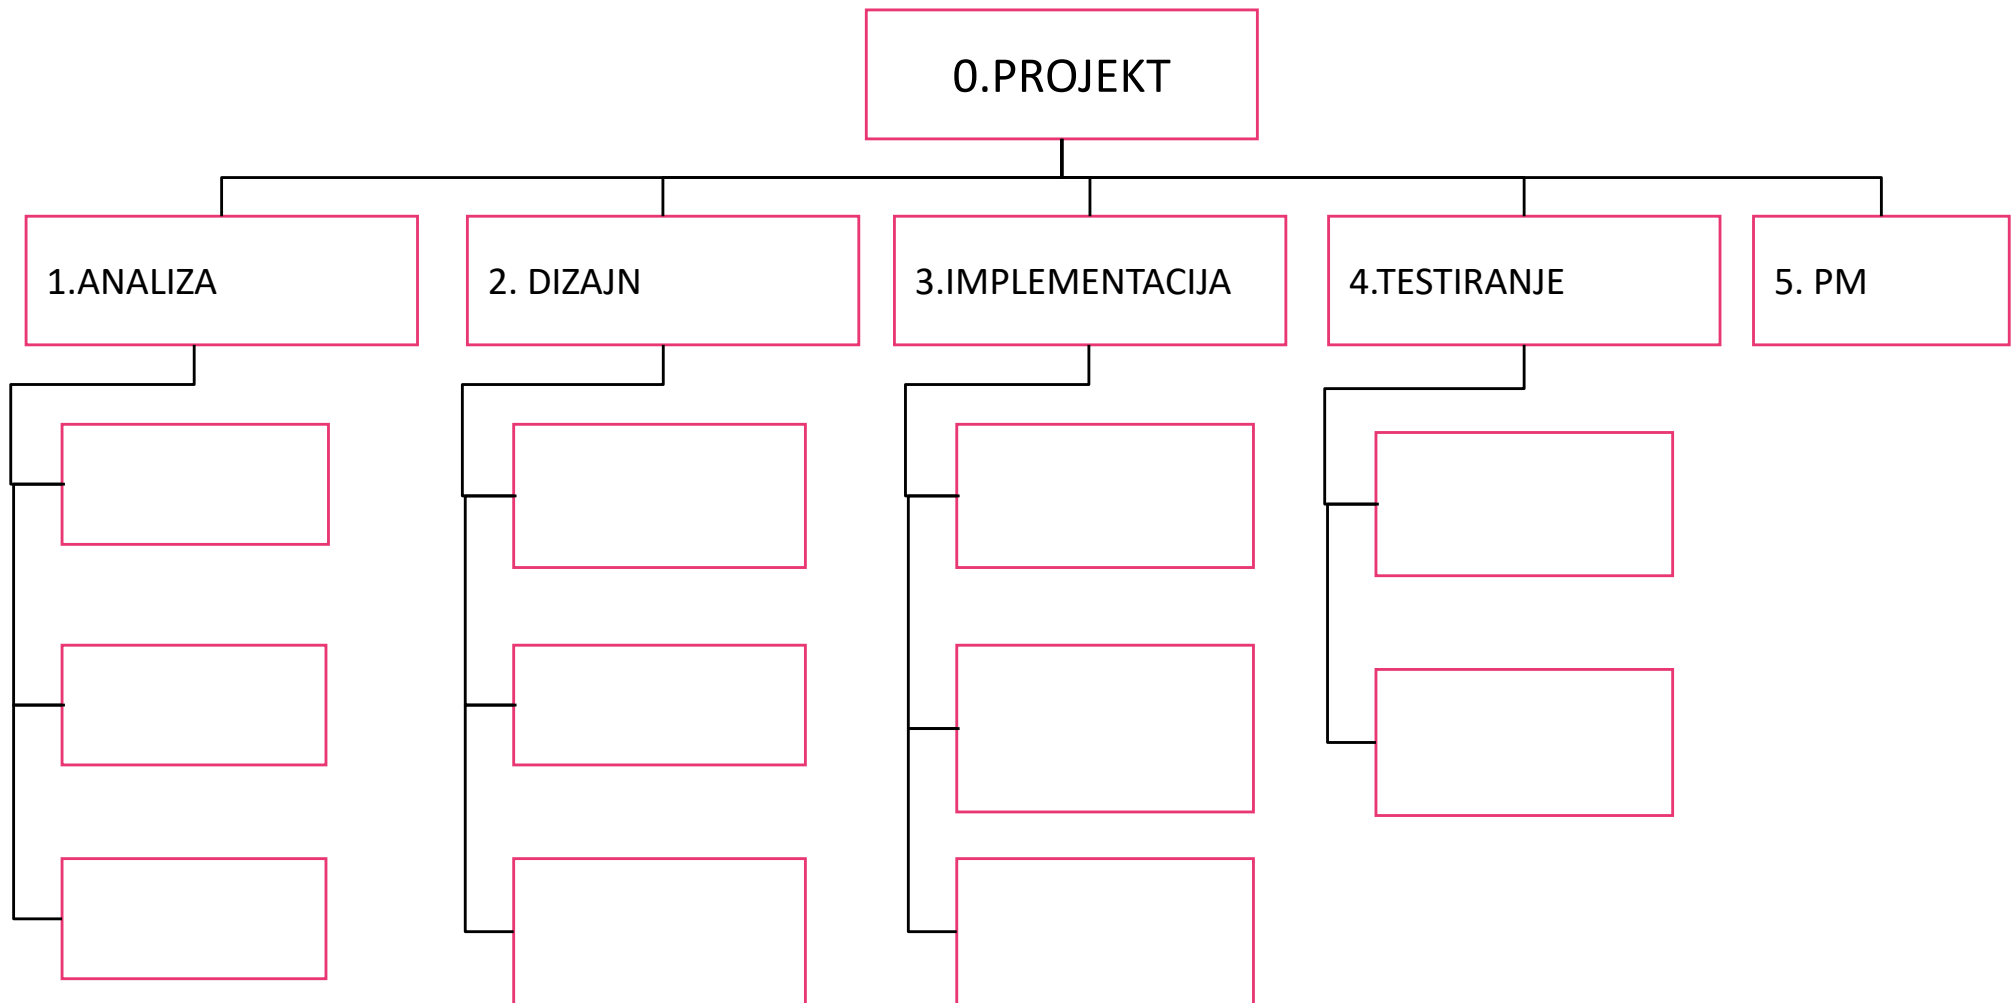 0.PROJEKT
1.ANALIZA
2. DIZAJN
3.IMPLEMENTACIJA
4.TESTIRANJE
5. PM